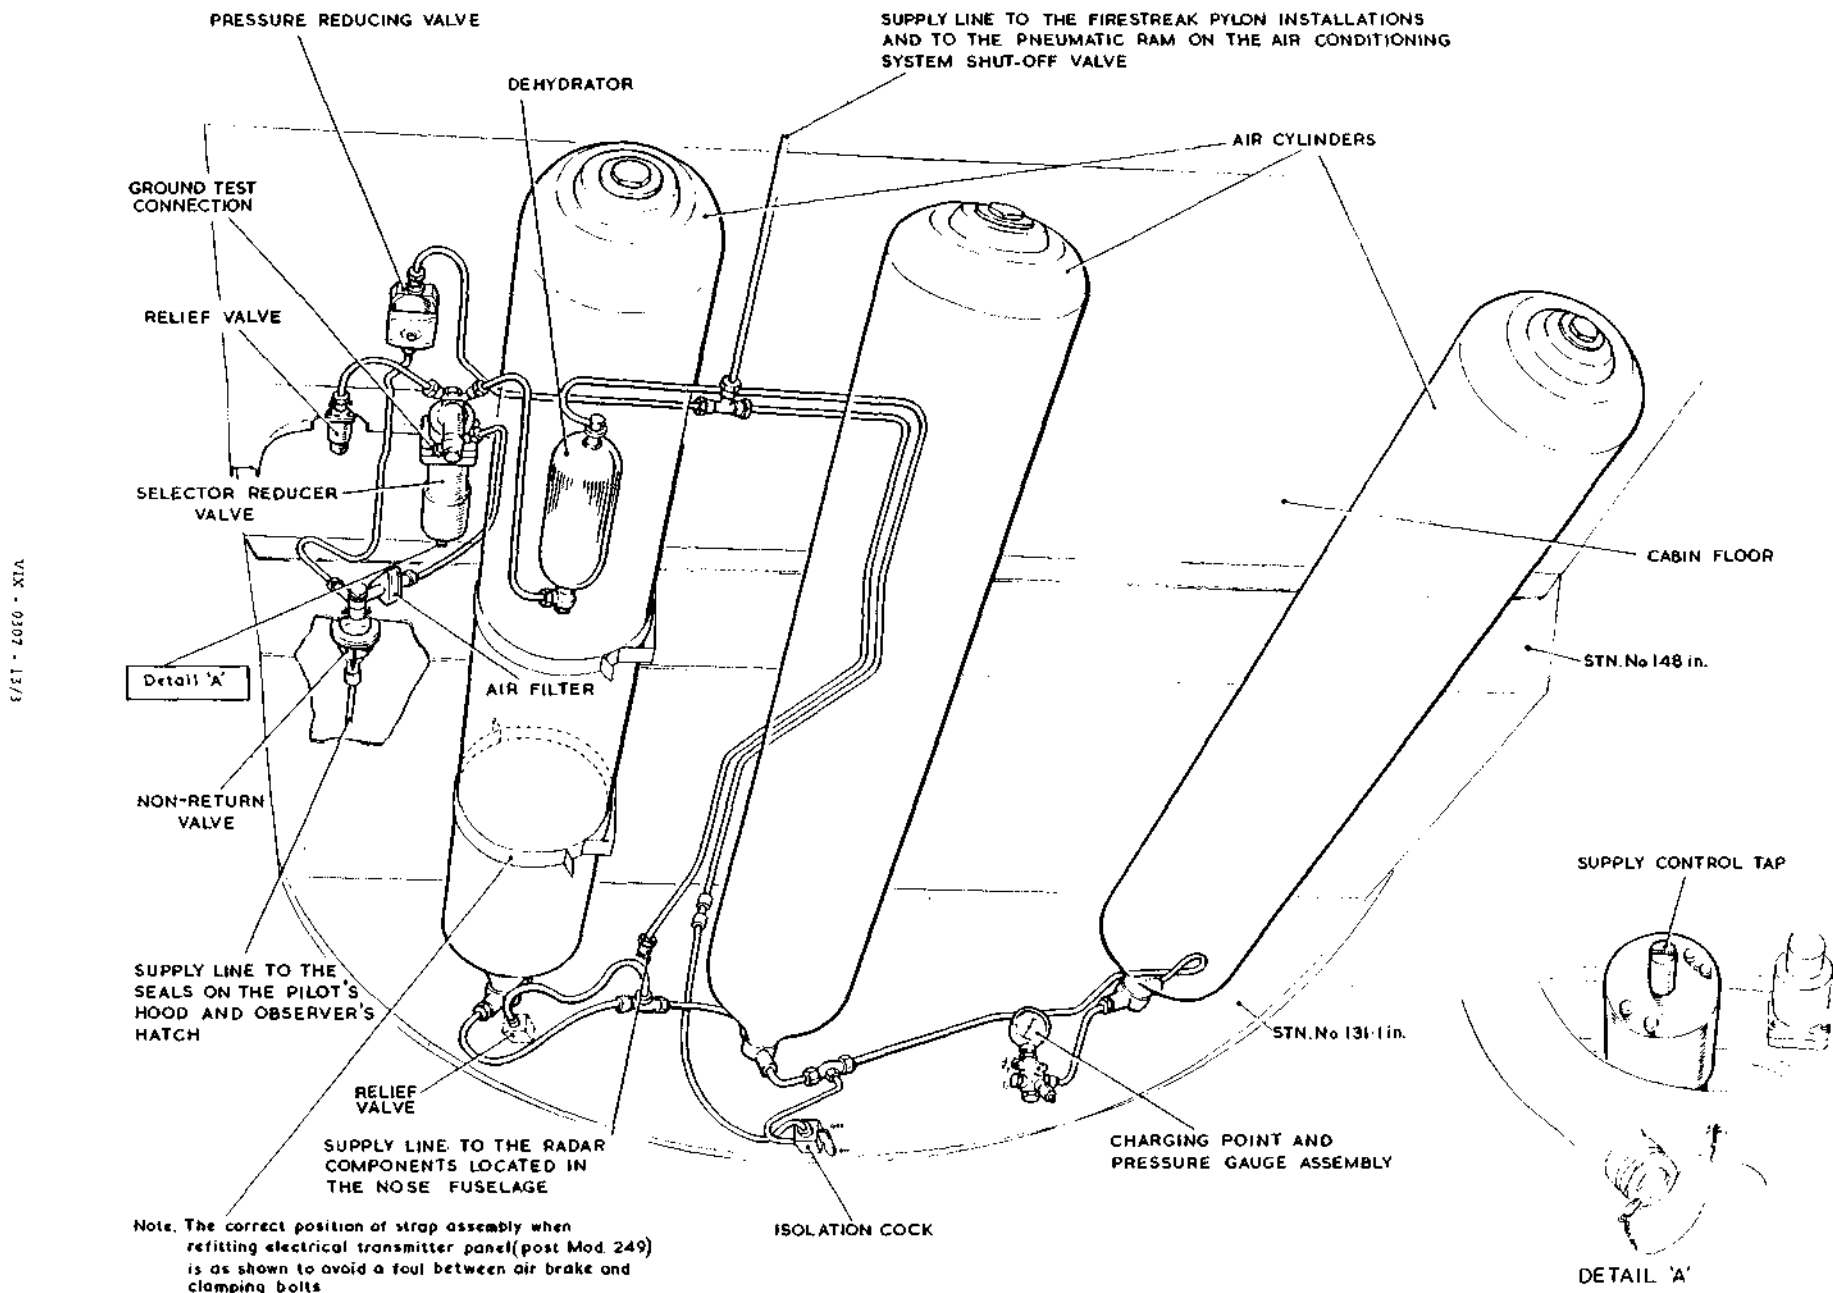 PRESSURE REDUCING VALVE
SUPPLY LINE TO THE FIRESTREAK PYLON INSTALLATIONS
AND TO THE PNEUMATIC RAM ON THE AIR CONDITIONING
SYSTEM SHUT-OFF VALVE
DEHYDRATOR
AIR CYLINDERS
GROUND TEST
CONNECTION
RELIEF VALVE
SELECTOR REDUCER
VALVE
CABIN FLOOR
VIX - 0307 - 13/3
STN. No 148 in.
Detail 'A'
AIR FILTER
NON-RETURN
VALVE
SUPPLY CONTROL TAP
SUPPLY LINE TO THE
SEALS ON THE PILOT'S
HOOD AND OBSERVER'S
HATCH
STN. No 131·1 in.
RELIEF
VALVE
SUPPLY LINE TO THE RADAR
COMPONENTS LOCATED IN
THE NOSE FUSELAGE
CHARGING POINT AND
PRESSURE GAUGE ASSEMBLY
ISOLATION COCK
Note. The correct position of strap assembly when
refitting electrical transmitter panel (post Mod. 249)
is as shown to avoid a foul between air brake and
clamping bolts
DETAIL 'A'